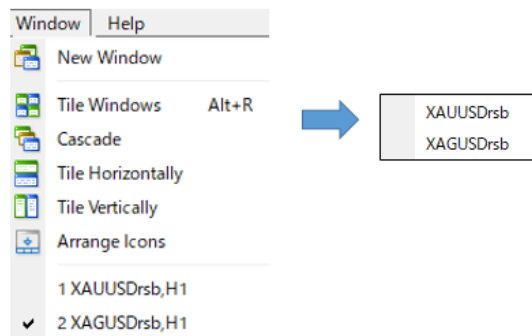 Window Help
New Window
Tile Windows Alt+R
Cascade
Tile Horizontally
Tile Vertically
Arrange Icons
1 XAUUSDrsb,H1
2 XAGUSDrsb,H1
XAUUSDrsb
XAGUSDrsb